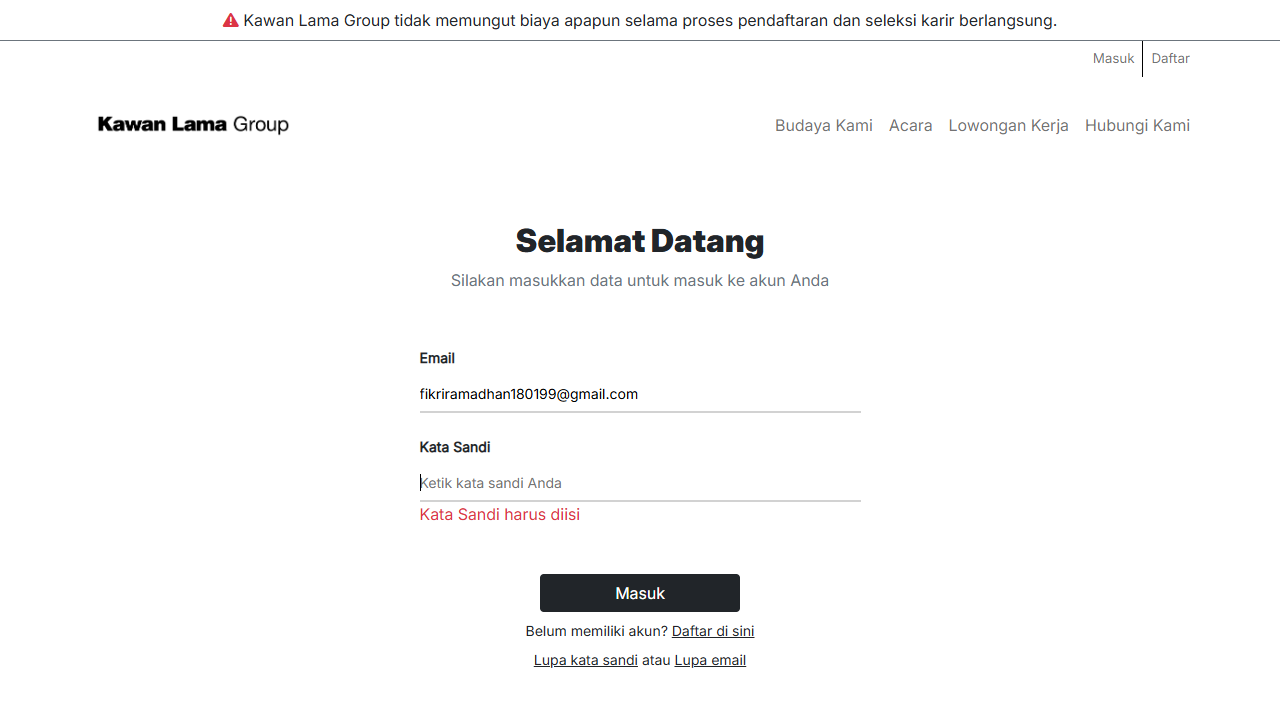 Kawan Lama Group tidak memungut biaya apapun selama proses pendaftaran dan seleksi karir berlangsung.
Masuk Daftar
Kawan Lama Group
Budaya Kami Acara Lowongan Kerja Hubungi Kami
Selamat Datang
Silakan masukkan data untuk masuk ke akun Anda
Email
fikriramadhan180199@gmail.com
Kata Sandi
Ketik kata sandi Anda
Kata Sandi harus diisi
Masuk
Belum memiliki akun? Daftar di sini
Lupa kata sandi atau Lupa email